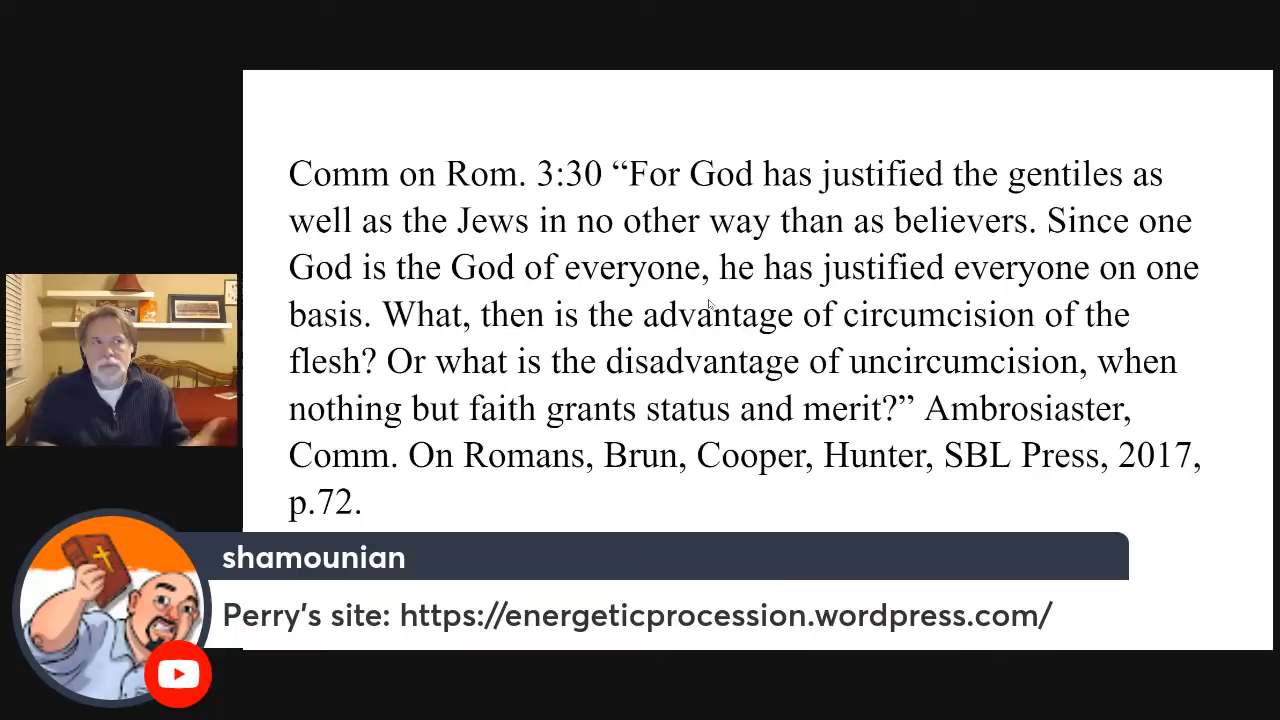 Comm on Rom. 3:30 “For God has justified the gentiles as
well as the Jews in no other way than as believers. Since one
God is the God of everyone, he has justified everyone on one
basis. What, then is the advantage of circumcision of the
flesh? Or what is the disadvantage of uncircumcision, when
nothing but faith grants status and merit?” Ambrosiaster,
Comm. On Romans, Brun, Cooper, Hunter, SBL Press, 2017,
p.72.
shamounian
Perry's site: https://energeticprocession.wordpress.com/